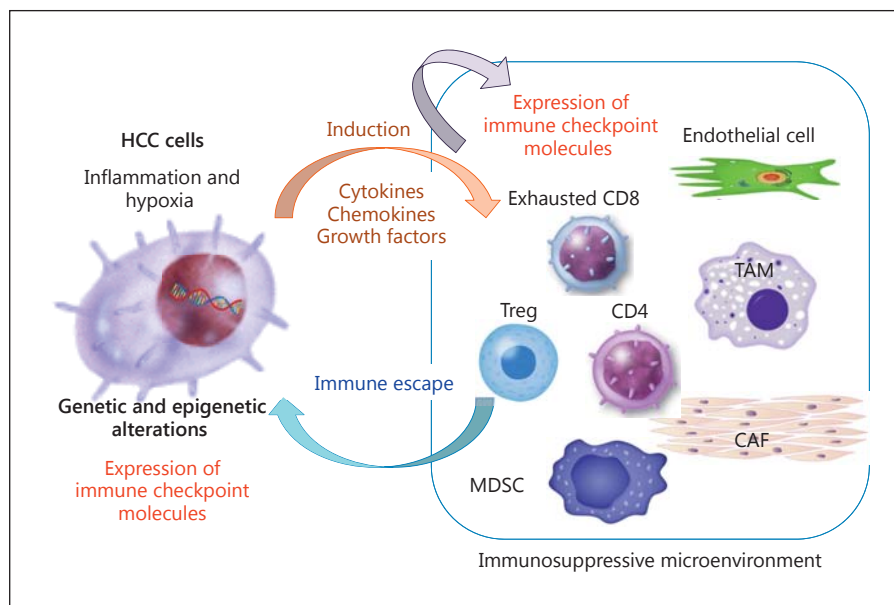 HCC cells
Inflammation and
hypoxia
Genetic and epigenetic
alterations
Expression of
immune checkpoint
molecules
Induction
Cytokines
Chemokines
Growth factors
Immune escape
Expression of
immune checkpoint
molecules
Endothelial cell
Exhausted CD8
TAM
Treg
CD4
CAF
MDSC
Immunosuppressive microenvironment